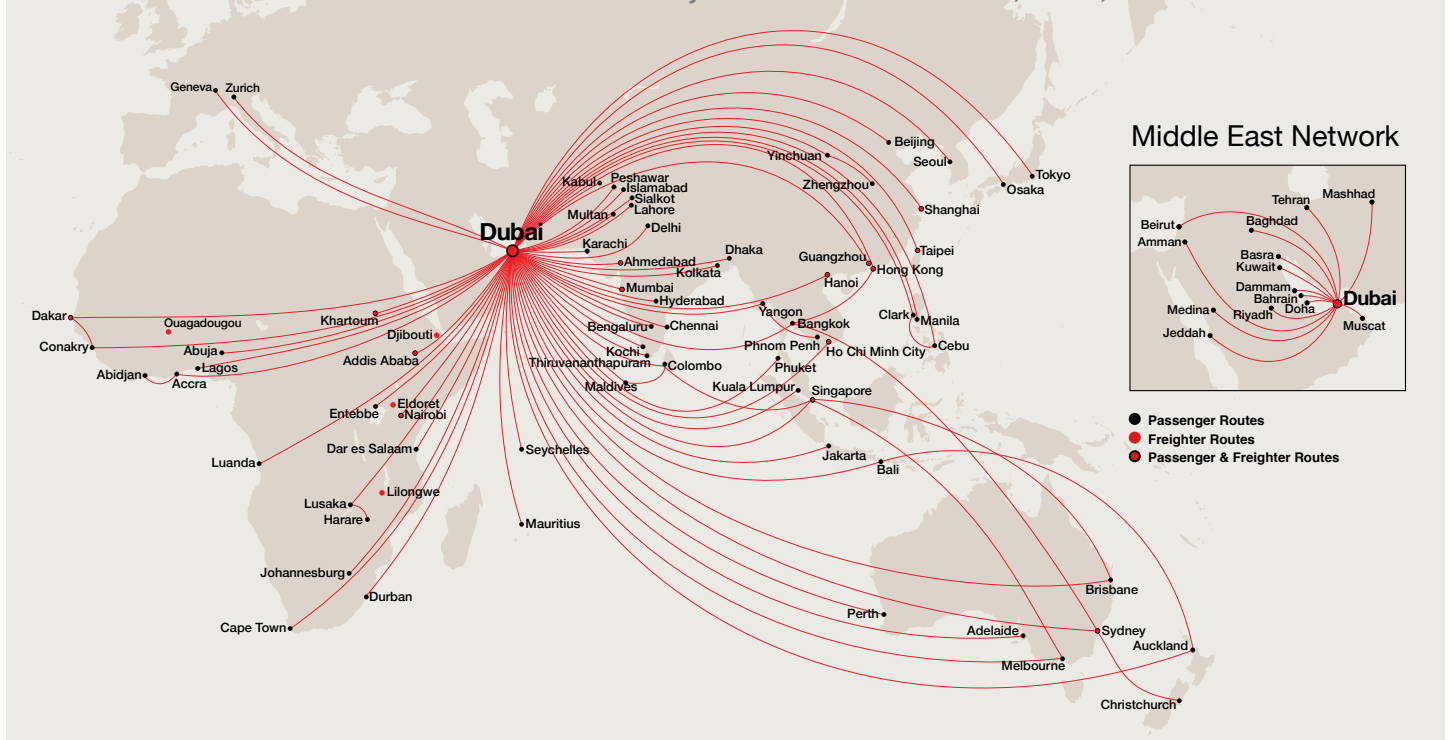 Geneva
Zurich
Beijing
Seoul
Yinchuan
Zhengzhou
Tokyo
Osaka
Kabul
Peshawar
Islamabad
Sialkot
Lahore
Multan
Shanghai
Delhi
Dubai
Karachi
Dhaka
Kolkata
Ahmedabad
Guangzhou
Hong Kong
Taipei
Hanoi
Mumbai
Hyderabad
Yangon
Dakar
Ouagadougou
Khartoum
Djibouti
Bengaluru
Chennai
Bangkok
Clark
Manila
Conakry
Abuja
Addis Ababa
Kochi
Phnom Penh
Ho Chi Minh City
Cebu
Abidjan
Accra
Lagos
Thiruvananthapuram
Colombo
Phuket
Maldives
Kuala Lumpur
Singapore
Entebbe
Eldoret
Nairobi
Dar es Salaam
Seychelles
Jakarta
Bali
Luanda
Lilongwe
Lusaka
Harare
Mauritius
Johannesburg
Durban
Cape Town
Brisbane
Perth
Adelaide
Sydney
Melbourne
Auckland
Christchurch
Middle East Network
Mashhad
Tehran
Beirut
Baghdad
Amman
Basra
Kuwait
Dammam
Bahrain
Dubai
Medina
Riyadh
Doha
Muscat
Jeddah
Passenger Routes
Freighter Routes
Passenger & Freighter Routes